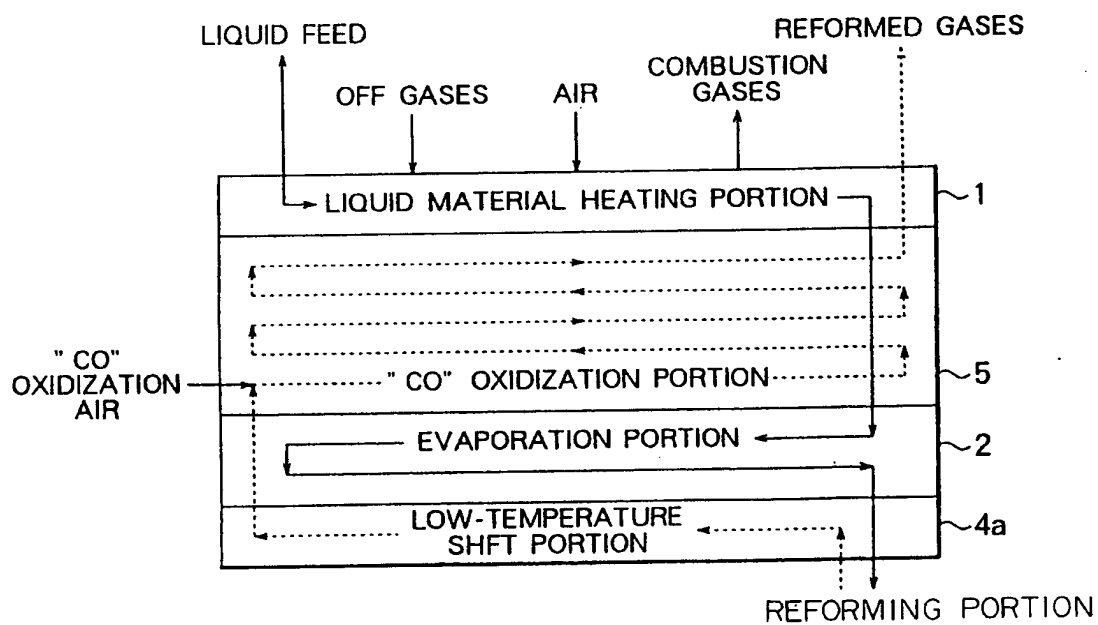 LIQUID FEED
REFORMED GASES
OFF GASES
AIR
COMBUSTION
GASES
LIQUID MATERIAL HEATING PORTION
1
" CO"
OXIDIZATION
AIR
" CO" OXIDIZATION PORTION
5
EVAPORATION PORTION
2
LOW-TEMPERATURE
SHFT PORTION
4a
REFORMING PORTION